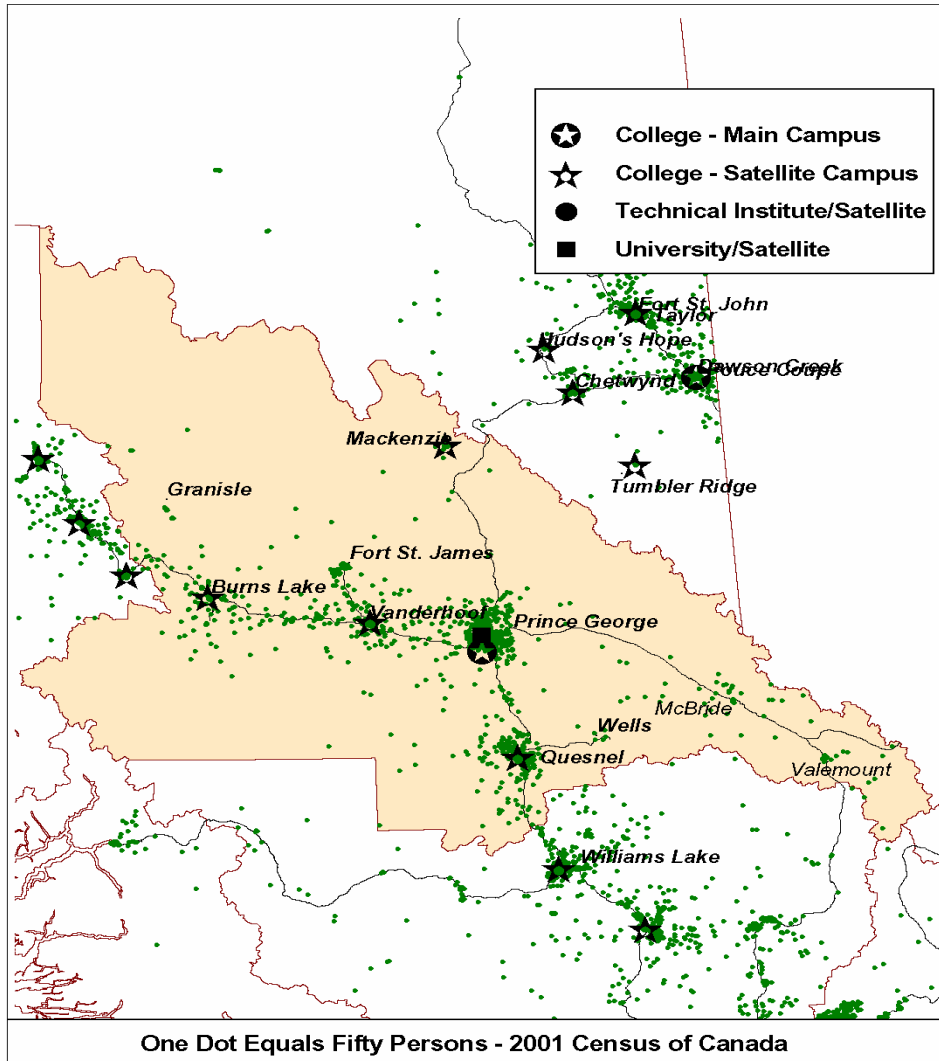 College - Main Campus
College - Satellite Campus
Technical Institute/Satellite
University/Satellite
Fort St. John
Taylor
Hudson's Hope
Dawson Creek
Pouce Coupe
Chetwynd
Mackenzie
Tumbler Ridge
Granisle
Fort St. James
Burns Lake
Vanderhoof
Prince George
McBride
Wells
Quesnel
Valemount
Williams Lake
One Dot Equals Fifty Persons - 2001 Census of Canada